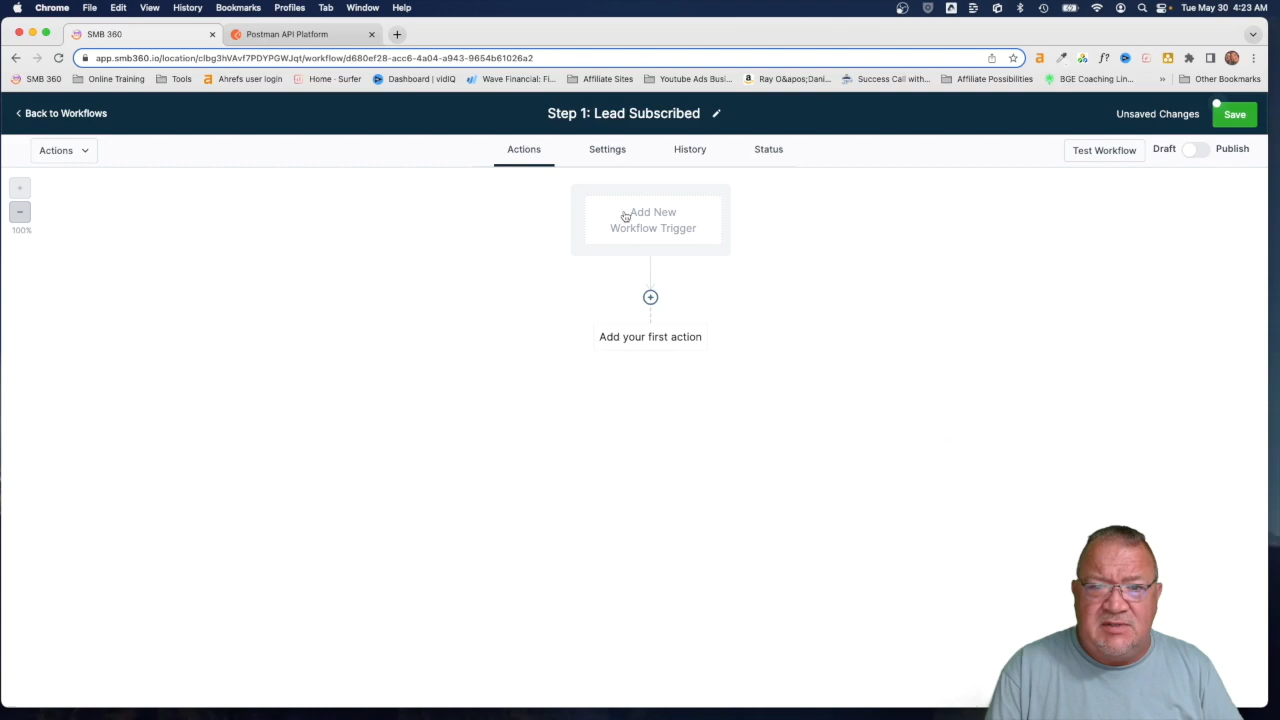 Chrome File Edit View History Bookmarks Profiles Tab Window Help
Tue May 30 4:23 AM
SMB 360
Postman API Platform
app.smb360.io/location/clbg3hVAvf7PDYPGWJqt/workflow/d680ef28-acc6-4a04-a943-9654b61026a2
SMB 360 Online Training Tools Ahrefs user login Home · Surfer Dashboard | vidIQ Wave Financial: Fi... Affiliate Sites Youtube Ads Busi... Ray O&apos;Dani... Success Call with... Affiliate Possibilities BGE Coaching Lin... » Other Bookmarks
Back to Workflows
Step 1: Lead Subscribed
Unsaved Changes
Save
Actions
Actions
Settings
History
Status
Test Workflow
Draft
Publish
100%
Add New
Workflow Trigger
Add your first action